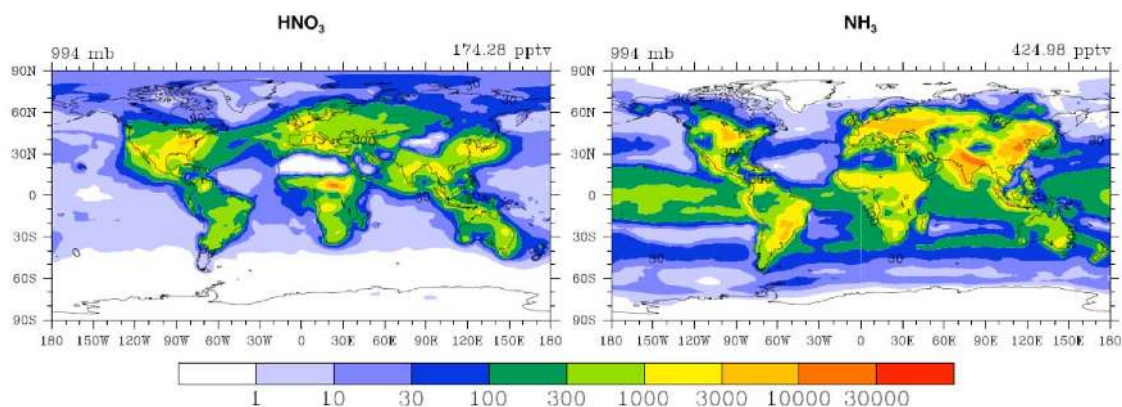 HNO3 NH3
994 mb 174.28 pptv 994 mb 424.98 pptv
90N 90N
60N 60N
30N 30N
0 0
30S 30S
60S 60S
90S 90S
180 150W 120W 90W 60W 30W 0 30E 60E 90E 120E 150E 180 180 150W 120W 90W 60W 30W 0 30E 60E 90E 120E 150E 180
1 10 30 100 300 1000 3000 10000 30000